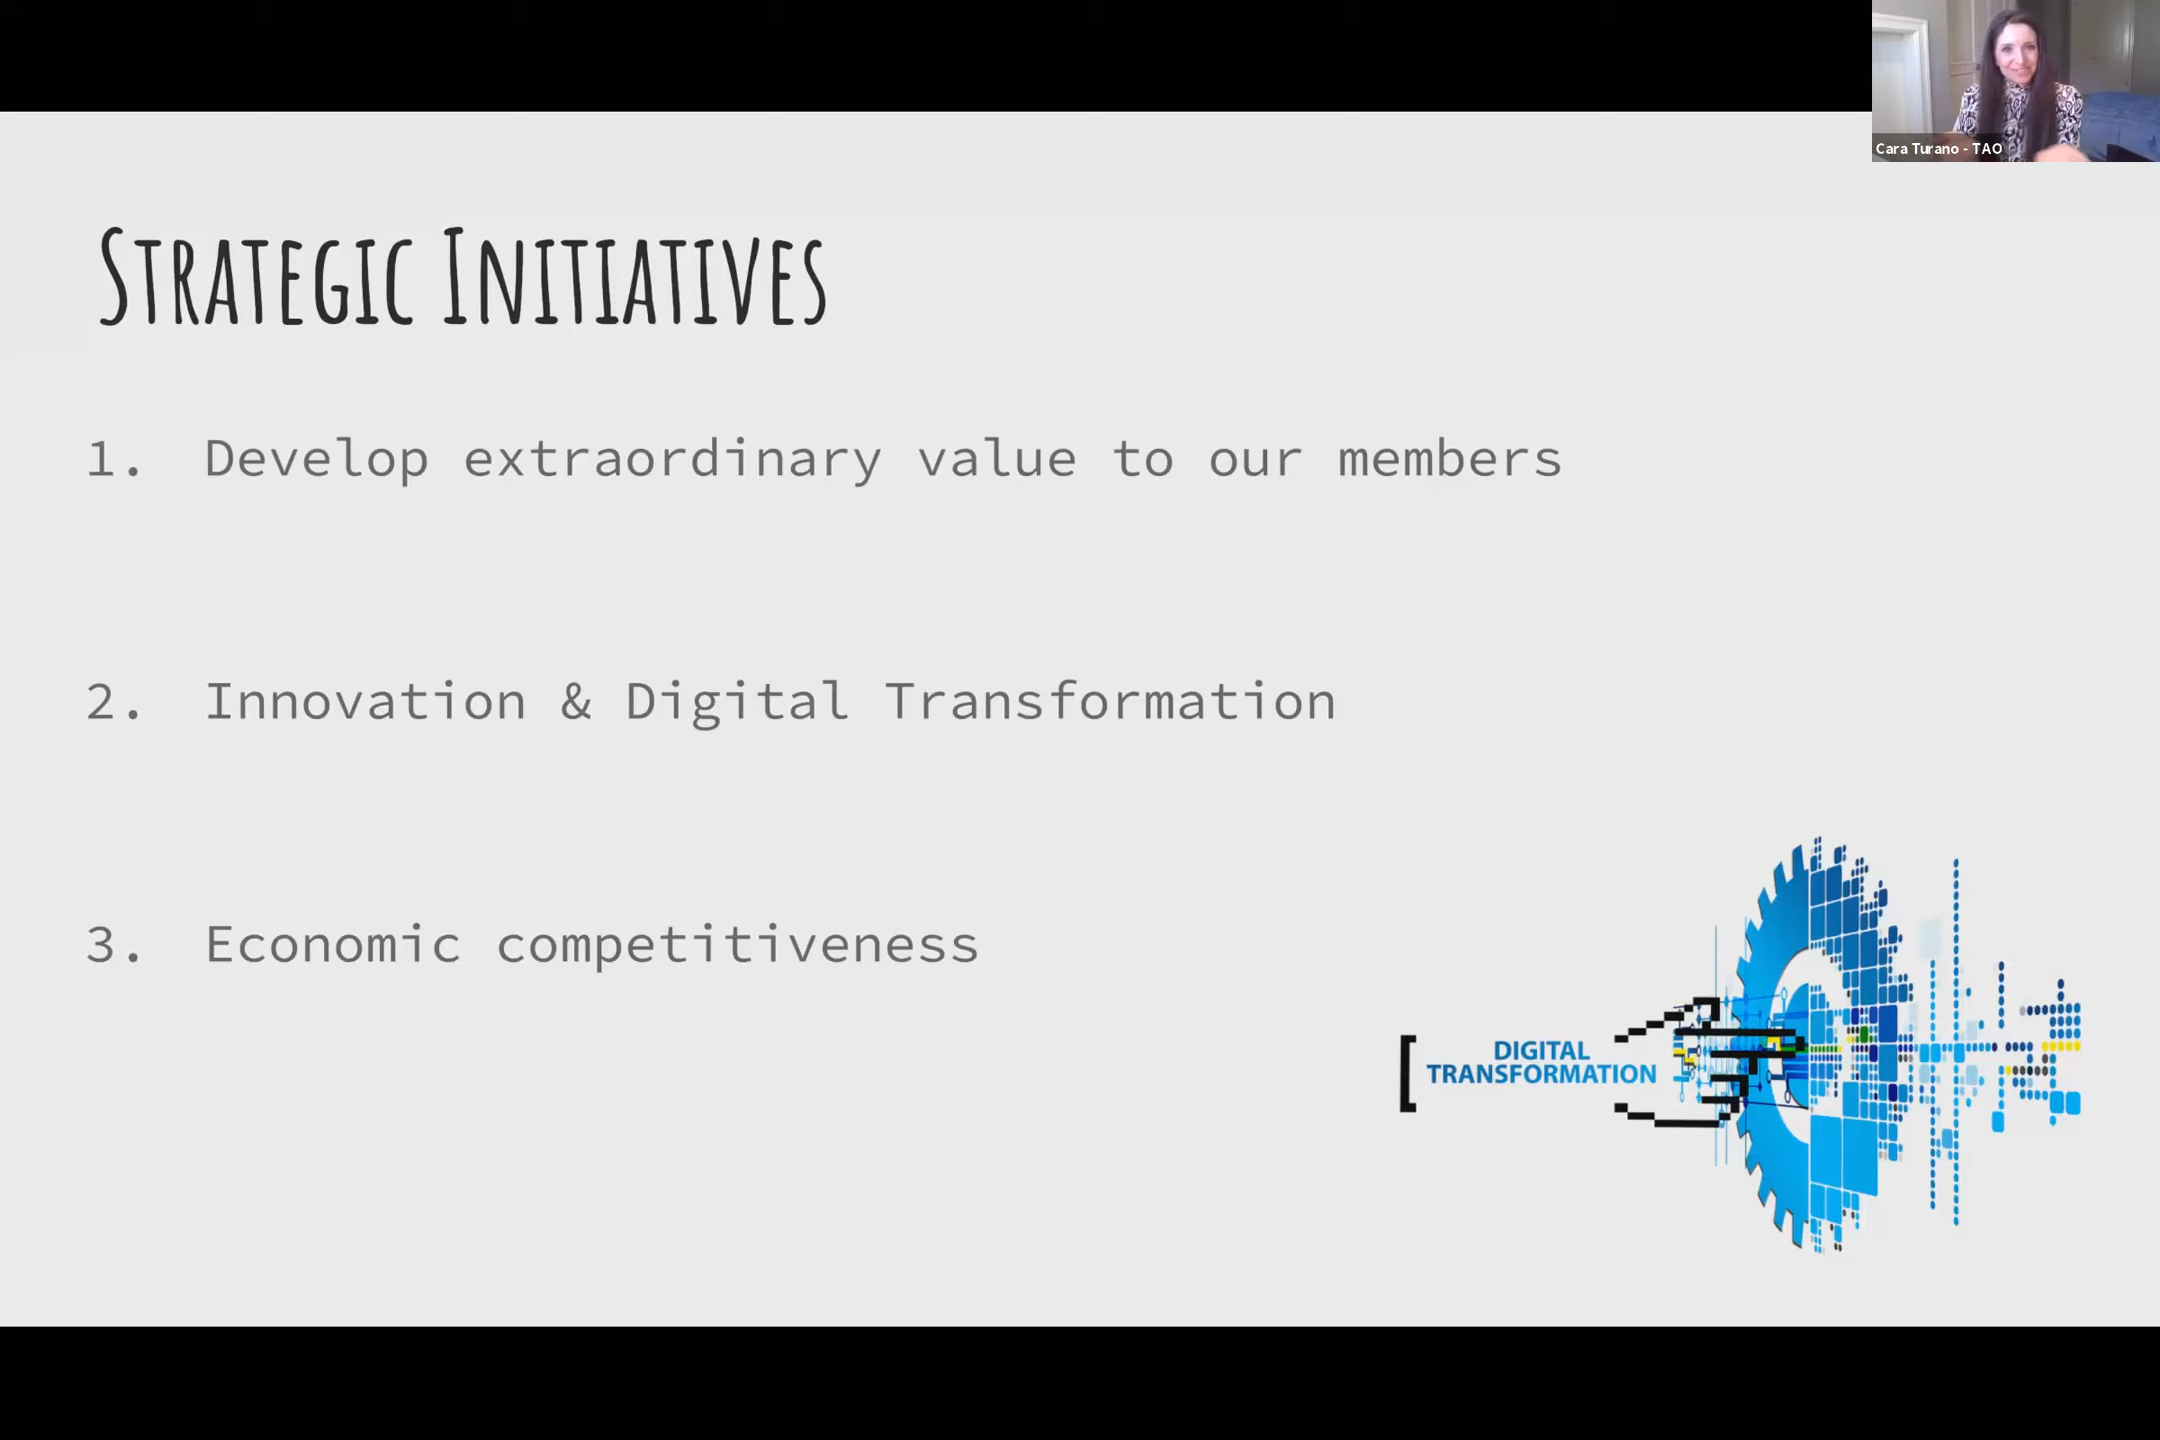 Cara Turano - TAO
STRATEGIC INITIATIVES
1. Develop extraordinary value to our members
2. Innovation & Digital Transformation
3. Economic competitiveness
DIGITAL
TRANSFORMATION